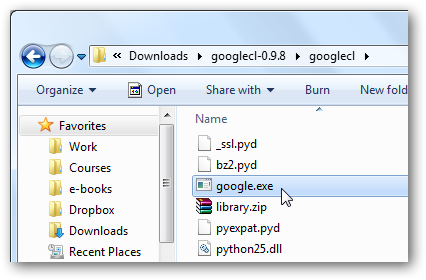 « Downloads ▸ googlecl-0.9.8 ▸ googlecl ▸
Organize ▾ Open Share with ▾ Burn New fold
Favorites
Work
Courses
e-books
Dropbox
Downloads
Recent Places
Name
_ssl.pyd
bz2.pyd
google.exe
library.zip
pyexpat.pyd
python25.dll